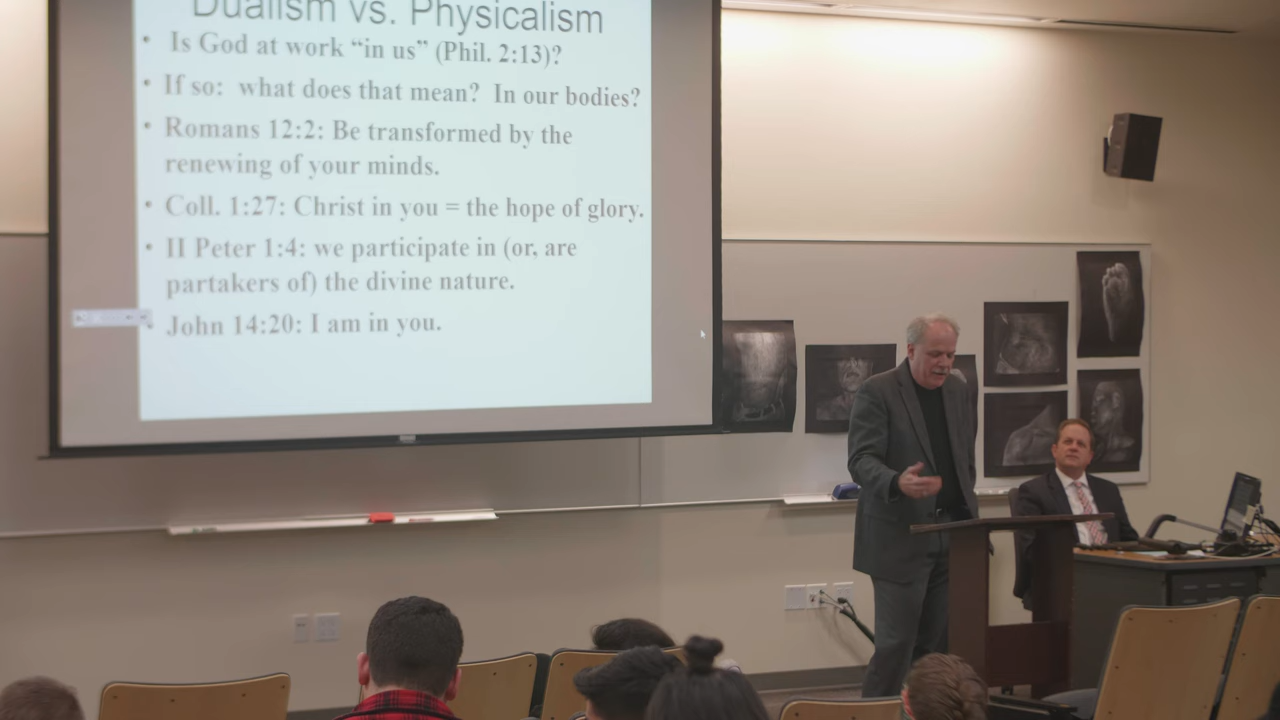 Dualism vs. Physicalism
• Is God at work “in us” (Phil. 2:13)?
• If so: what does that mean? In our bodies?
• Romans 12:2: Be transformed by the
renewing of your minds.
• Coll. 1:27: Christ in you = the hope of glory.
• II Peter 1:4: we participate in (or, are
partakers of) the divine nature.
• John 14:20: I am in you.